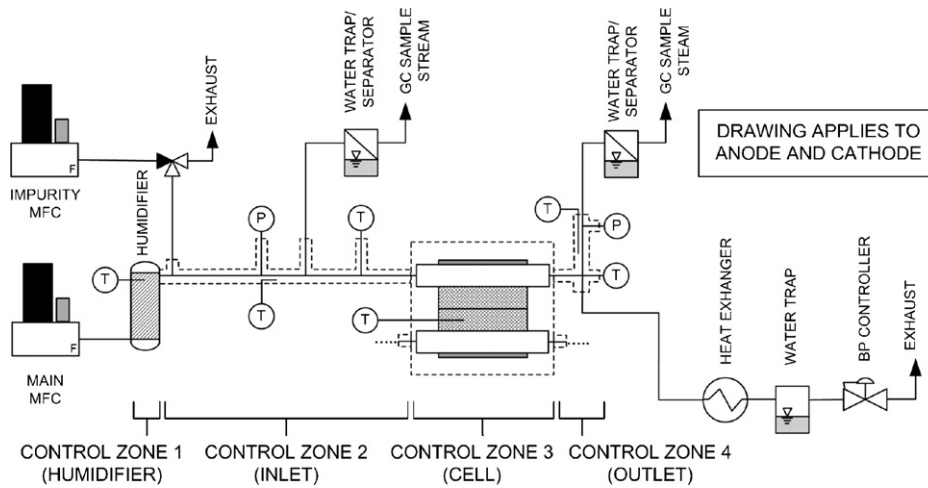 EXHAUST
WATER TRAP/
SEPARATOR
GC SAMPLE
STREAM
WATER TRAP/
SEPARATOR
GC SAMPLE
STEAM
DRAWING APPLIES TO
ANODE AND CATHODE
F
IMPURITY
MFC
HUMIDIFIER
P
T
T
P
T
T
T
T
F
MAIN
MFC
HEAT EXHANGER
WATER TRAP
BP CONTROLLER
EXHAUST
CONTROL ZONE 1
(HUMIDIFIER)
CONTROL ZONE 2
(INLET)
CONTROL ZONE 3
(CELL)
CONTROL ZONE 4
(OUTLET)